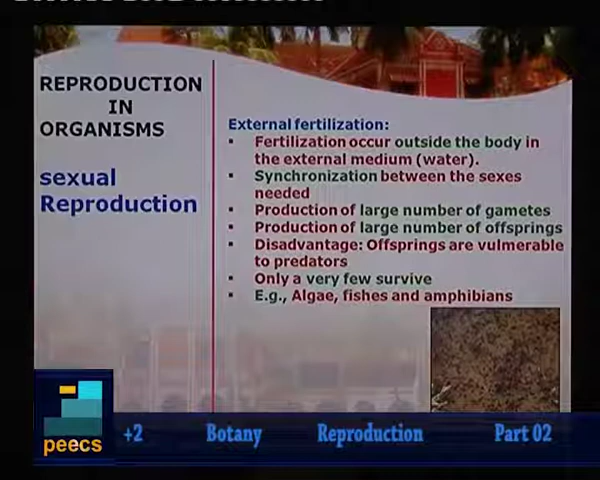 REPRODUCTION
IN
ORGANISMS
sexual
Reproduction
External fertilization:
▪ Fertilization occur outside the body in
the external medium (water).
▪ Synchronization between the sexes
needed
▪ Production of large number of gametes
▪ Production of large number of offsprings
▪ Disadvantage: Offsprings are vulmerable
to predators
▪ Only a very few survive
▪ E.g., Algae, fishes and amphibians
peecs
+2 Botany Reproduction Part 02